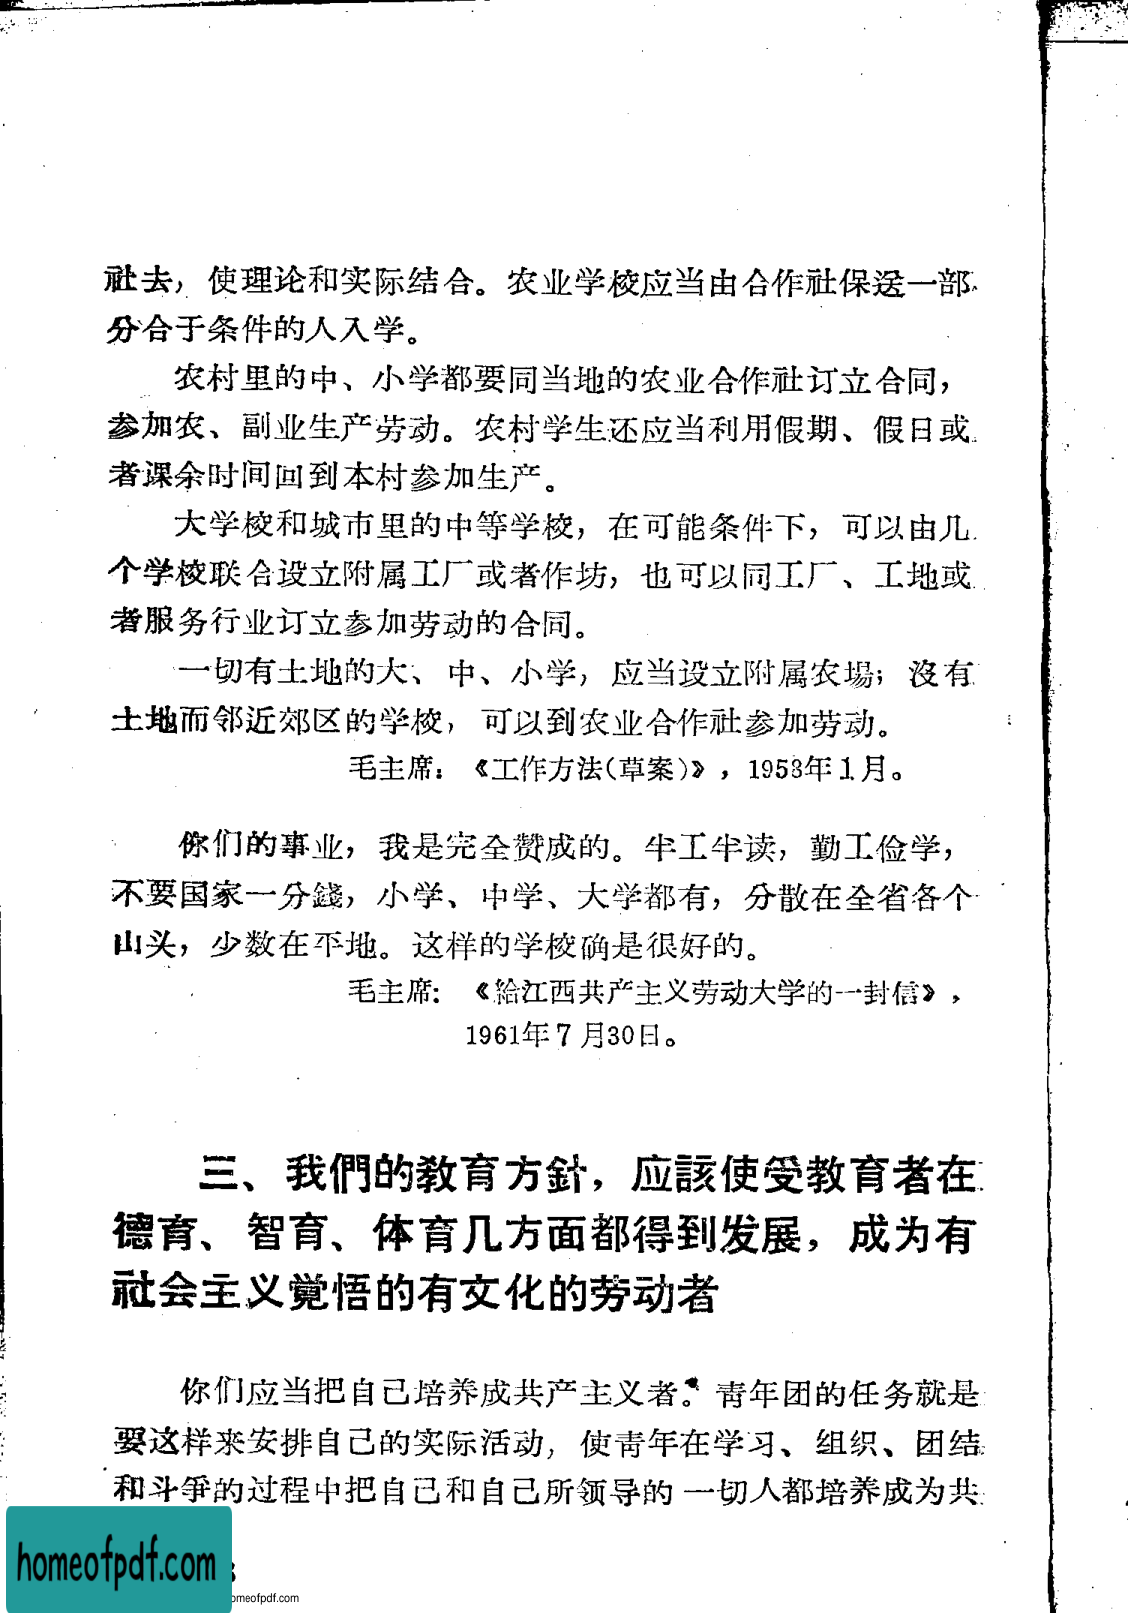 社去，使理论和实际结合。农业学校应当由合作社保送一部
分合于条件的人入学。
农村里的中、小学都要同当地的农业合作社订立合同，
参加农、副业生产劳动。农村学生还应当利用假期、假日或
者课余时间回到本村参加生产。
大学校和城市里的中等学校，在可能条件下，可以由几
个学校联合设立附属工厂或者作坊，也可以同工厂、工地或
者服务行业订立参加劳动的合同。
一切有土地的大、中、小学，应当设立附属农場；沒有
土地而邻近郊区的学校，可以到农业合作社参加劳动。
毛主席：《工作方法（草案）》，1958年1月。
你们的事业，我是完全赞成的。半工半读，勤工俭学，
不要国家一分錢，小学、中学、大学都有，分散在全省各个
山头，少数在平地。这样的学校确是很好的。
毛主席：《給江西共产主义劳动大学的一封信》，
1961年7月30日。
三、我們的教育方針，应該使受教育者在
德育、智育、体育几方面都得到发展，成为有
社会主义覺悟的有文化的劳动者
你们应当把自己培养成共产主义者。青年团的任务就是
要这样来安排自己的实际活动，使青年在学习、组织、团结
和斗爭的过程中把自己和自己所领导的一切人都培养成为共
homeofpdf.com
omeofpdf.com